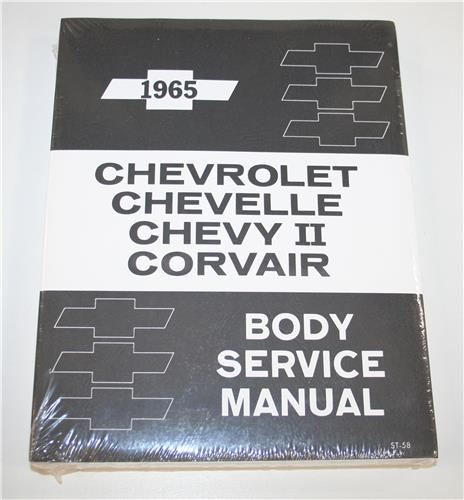 1965
CHEVROLET
CHEVELLE
CHEVY II
CORVAIR
BODY
SERVICE
MANUAL
ST-58